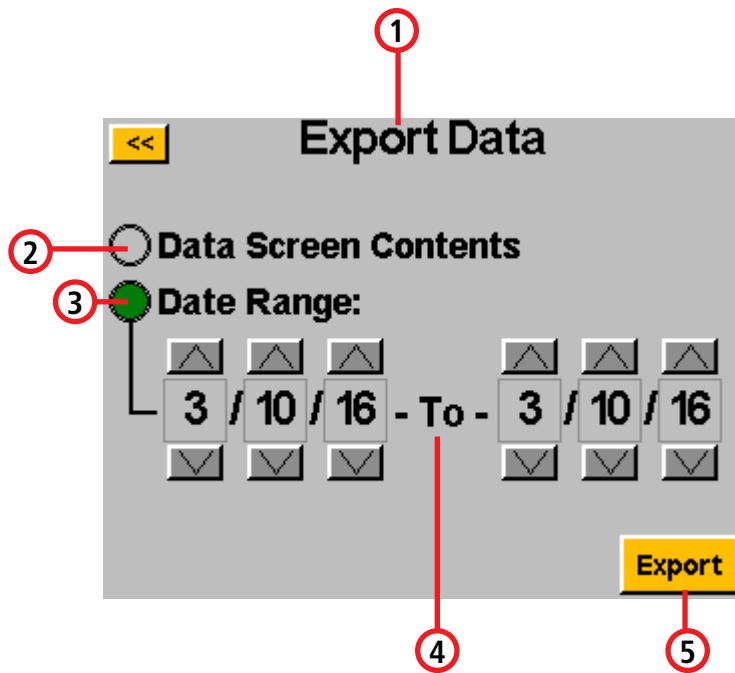 1
<< Export Data
2 Data Screen Contents
3 Date Range:
3 / 10 / 16 - To - 3 / 10 / 16
Export
4 5